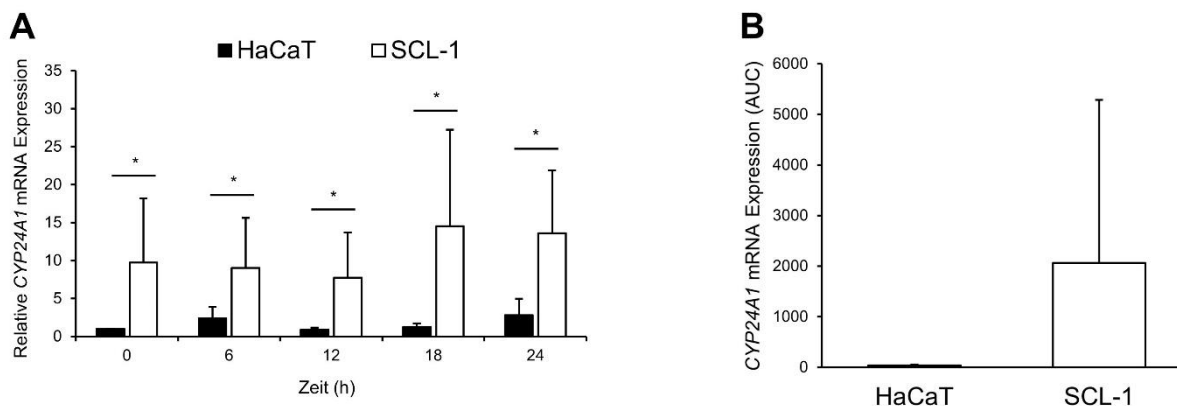 A
HaCaT SCL-1
Relative CYP24A1 mRNA Expression
35
30
25
20
15
10
5
0
*
*
*
*
*
0 6 12 18 24
Zeit (h)
B
CYP24A1 mRNA Expression (AUC)
6000
5000
4000
3000
2000
1000
0
HaCaT SCL-1